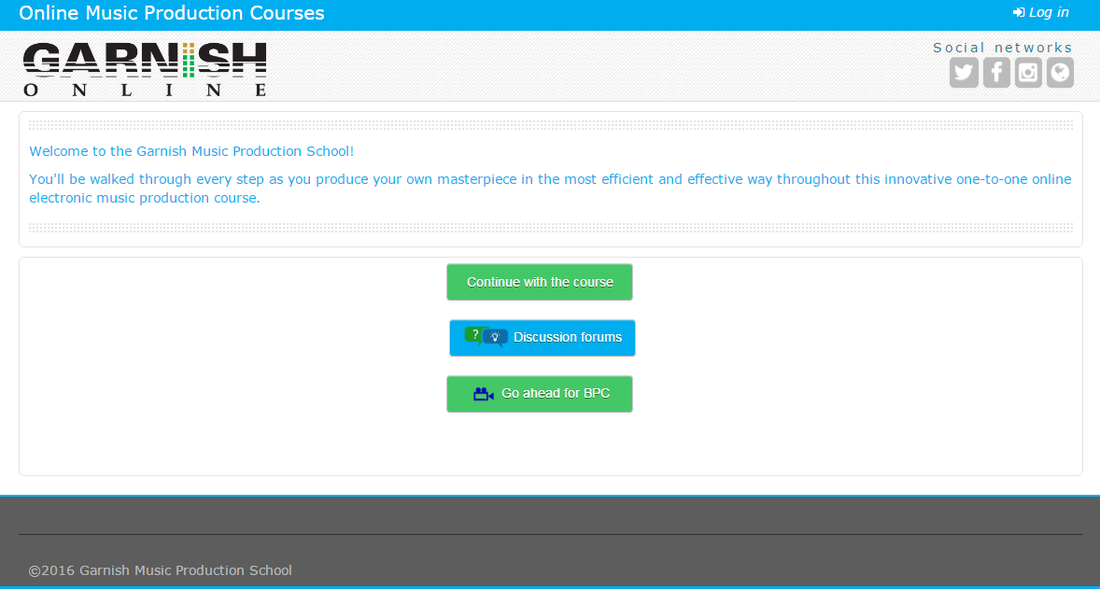 Online Music Production Courses
Log in
GARNISH
ONLINE
Social networks
Welcome to the Garnish Music Production School!
You'll be walked through every step as you produce your own masterpiece in the most efficient and effective way throughout this innovative one-to-one online
electronic music production course.
Continue with the course
? Discussion forums
Go ahead for BPC
©2016 Garnish Music Production School